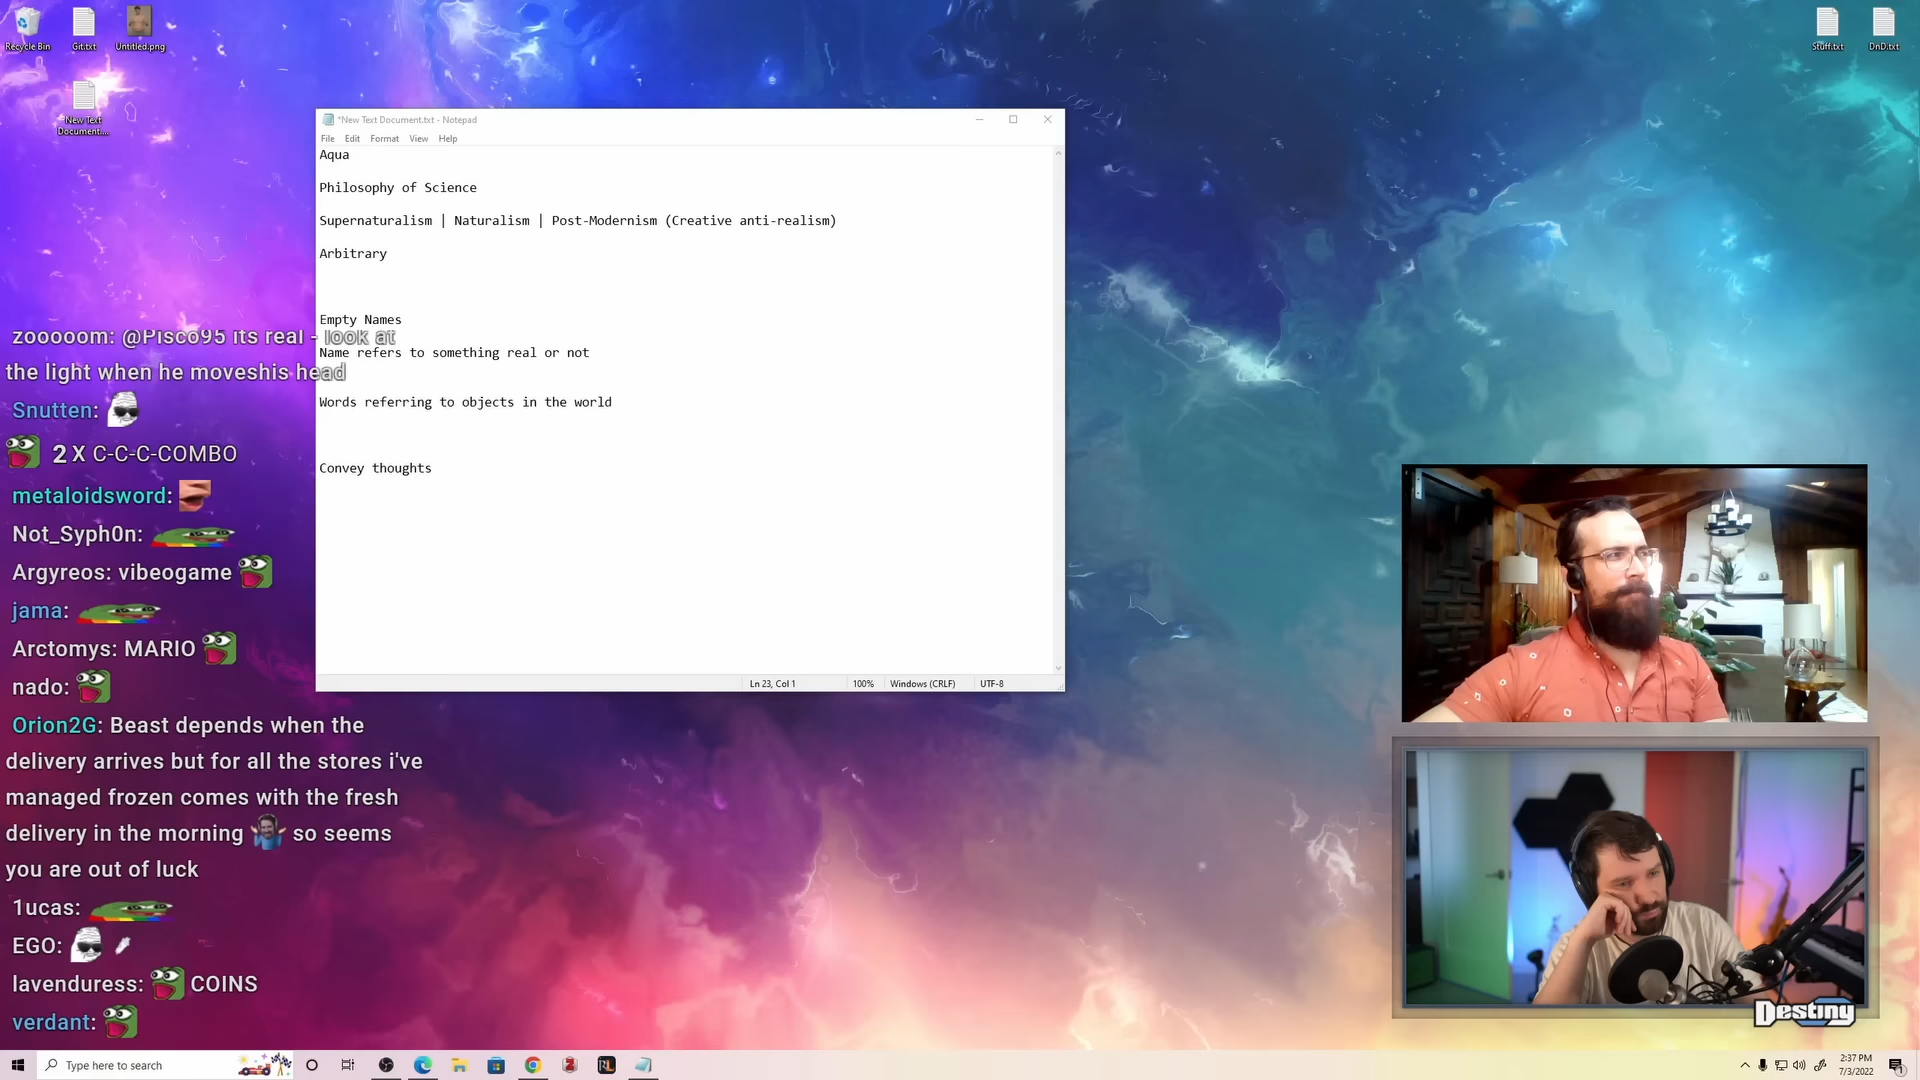 Recycle Bin
Git.txt
Untitled.png
New Text
Document....
Stuff.txt
DnD.txt
*New Text Document.txt - Notepad
File Edit Format View Help
Aqua
Philosophy of Science
Supernaturalism | Naturalism | Post-Modernism (Creative anti-realism)
Arbitrary
Empty Names
Name refers to something real or not
Words referring to objects in the world
Convey thoughts
Ln 23, Col 1
100%
Windows (CRLF)
UTF-8
zooooom: @Pisco95 its real - look at
the light when he moveshis head
Snutten:
2 X C-C-C-COMBO
metaloidsword:
Not_Syph0n:
Argyreos: vibeogame
jama:
Arctomys: MARIO
nado:
Orion2G: Beast depends when the
delivery arrives but for all the stores i've
managed frozen comes with the fresh
delivery in the morning so seems
you are out of luck
1ucas:
EGO:
lavenduress: COINS
verdant:
Destiny
Type here to search
2:37 PM
7/3/2022